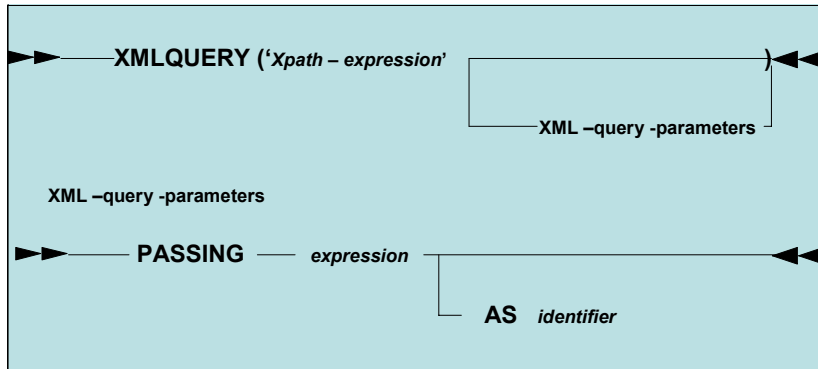 XMLQUERY (‘Xpath – expression’ )
XML –query -parameters
XML –query -parameters
PASSING expression
AS identifier